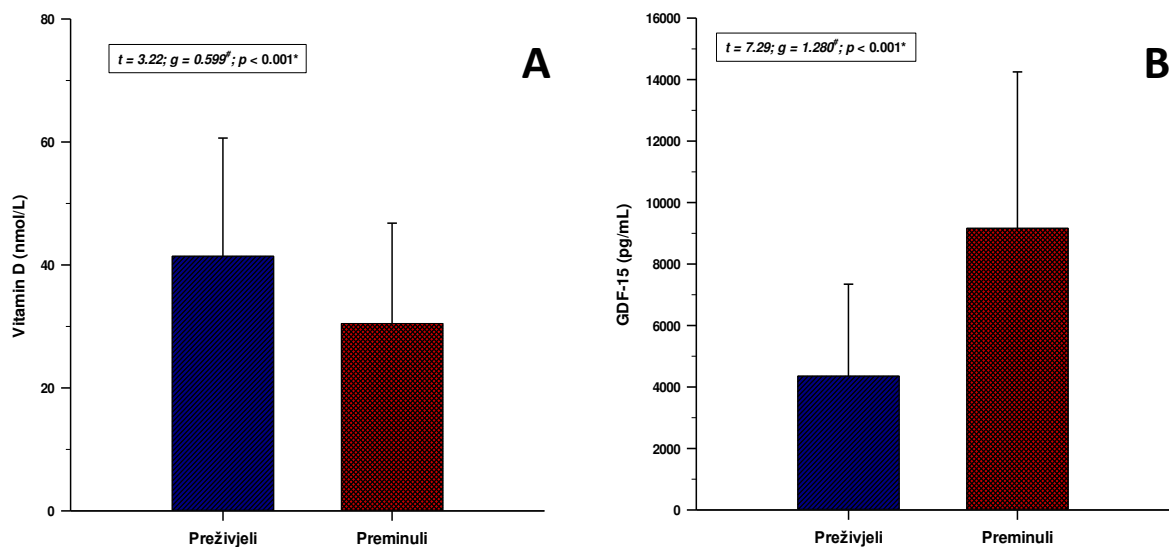 t = 3.22; g = 0.599#; p < 0.001*
A
80
60
40
20
0
Vitamin D (nmol/L)
Preživjeli
Preminuli
t = 7.29; g = 1.280#; p < 0.001*
B
16000
14000
12000
10000
8000
6000
4000
2000
0
GDF-15 (pg/mL)
Preživjeli
Preminuli